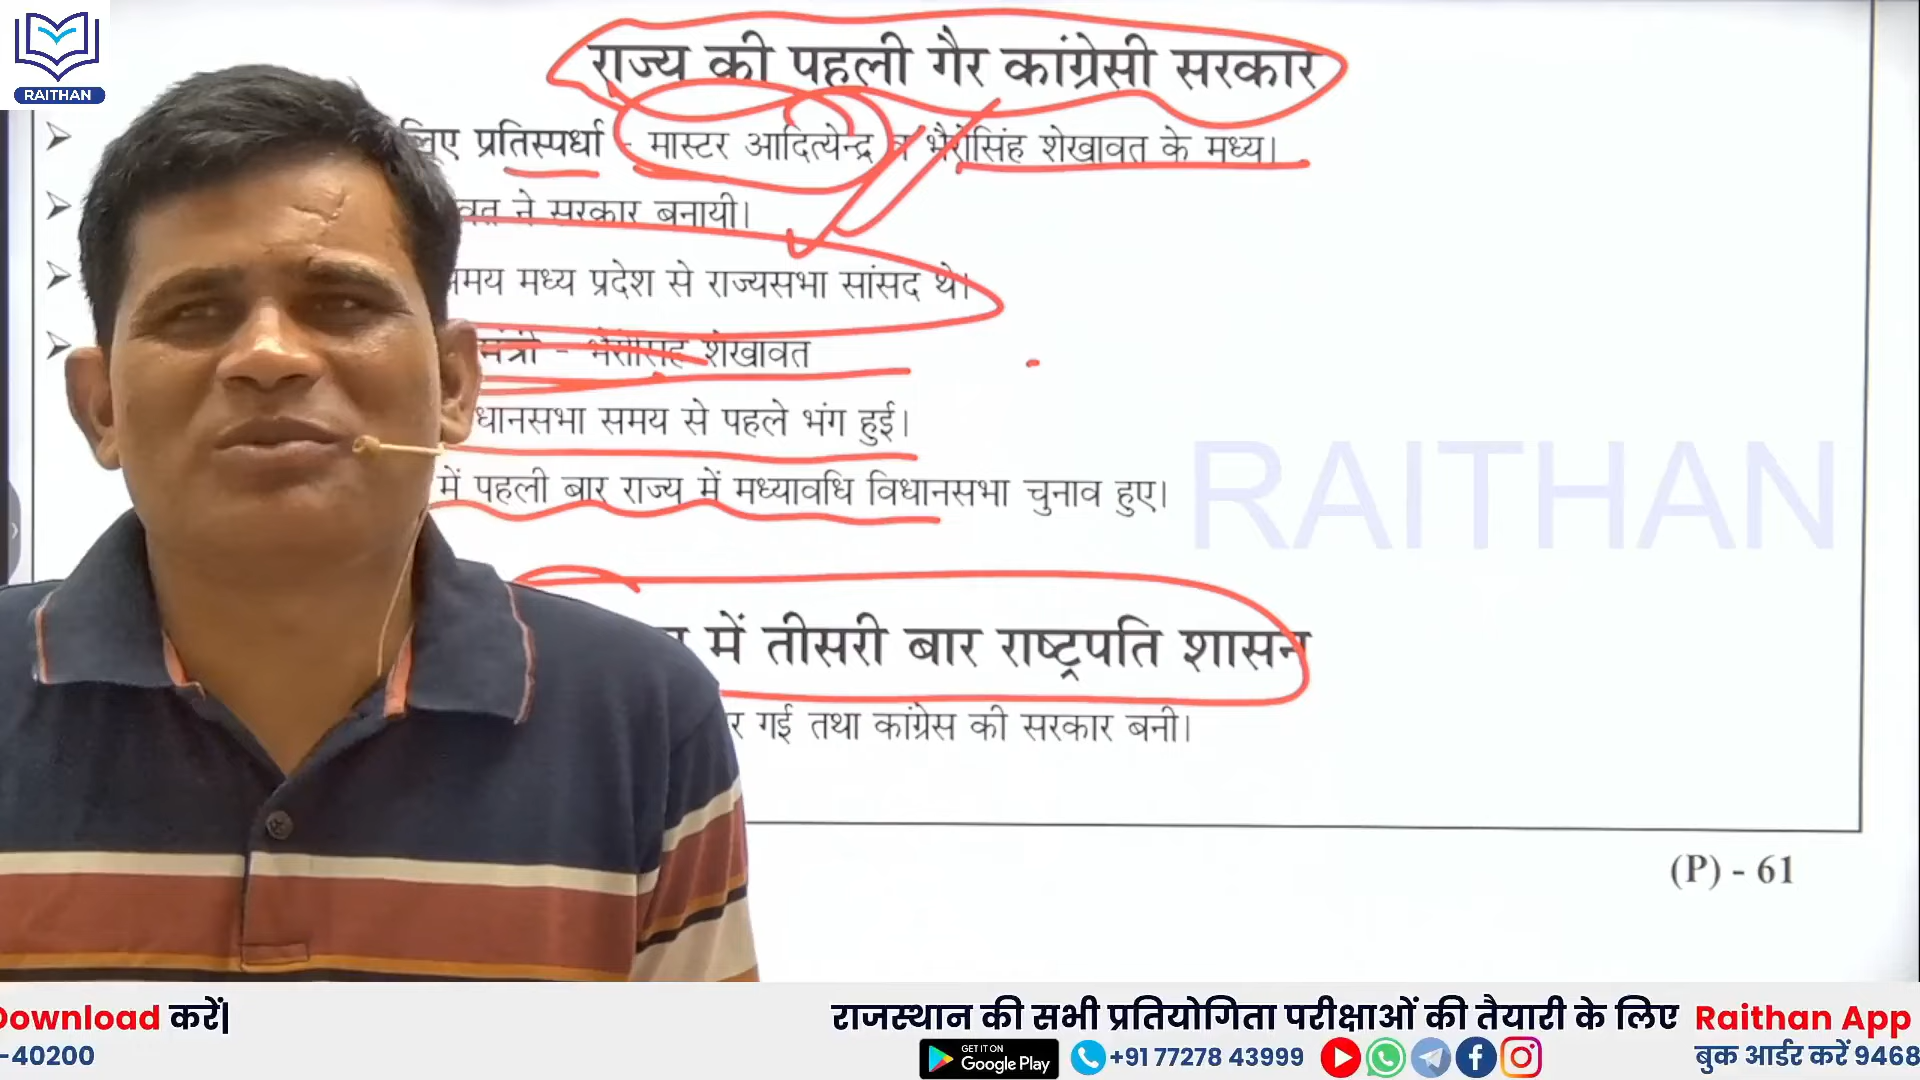 RAITHAN
राज्य की पहली गैर कांग्रेसी सरकार
लिए प्रतिस्पर्धा - मास्टर आदित्येन्द्र व भैरोसिंह शेखावत के मध्य।
ने सरकार बनायी।
मध्य प्रदेश से राज्यसभा सांसद थे।
मंत्री - भैरोसिंह शेखावत
समय से पहले भंग हुई।
में पहली बार राज्य में मध्यावधि विधानसभा चुनाव हुए।
RAITHAN
में तीसरी बार राष्ट्रपति शासन
गई तथा कांग्रेस की सरकार बनी।
(P) - 61
Download करें|
राजस्थान की सभी प्रतियोगिता परीक्षाओं की तैयारी के लिए Raithan App
-40200
GET IT ON
Google Play
+91 77278 43999
बुक आर्डर करें 9468